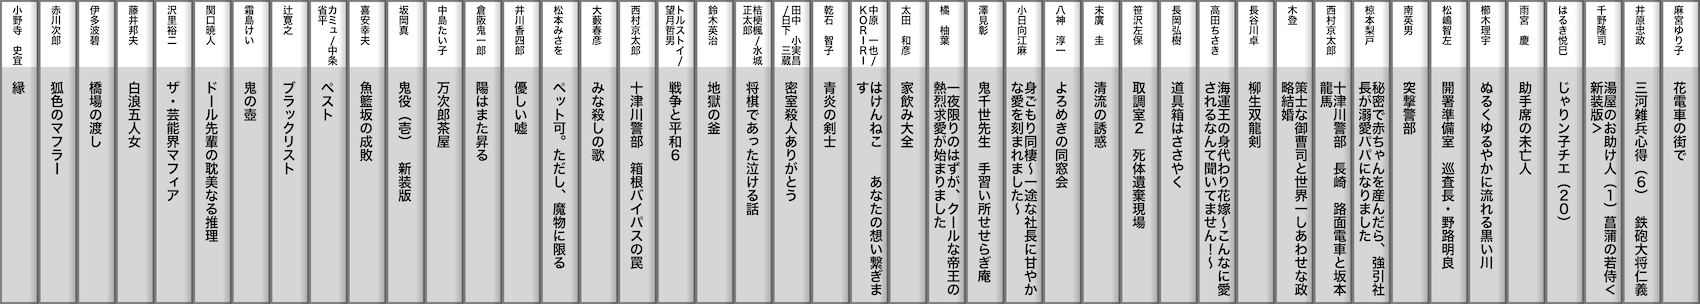 麻宮ゆり子
花電車の街で
井原忠政
三河雑兵心得（６）　鉄砲大将仁義
千野隆司
湯屋のお助け人（１）菖蒲の若侍＜
新装版＞
はるき悦巳
じゃりン子チエ（２０）
雨宮　慶
助手席の未亡人
櫛木理宇
ぬるくゆるやかに流れる黒い川
松嶋智左
開署準備室　巡査長・野路明良
南英男
突撃警部
椋本梨戸
秘密で赤ちゃんを産んだら、強引社
長が溺愛パパになりました
西村京太郎
十津川警部　長崎　路面電車と坂本
龍馬
木登
策士な御曹司と世界一しあわせな政
略結婚
長谷川卓
柳生双龍剣
高田ちさき
海運王の身代わり花嫁～こんなに愛
されるなんて聞いてません！～
長岡弘樹
道具箱はささやく
笹沢左保
取調室２　死体遺棄現場
末廣　圭
清流の誘惑
八神　淳一
よろめきの同窓会
小日向江麻
身ごもり同棲～一途な社長に甘やか
な愛を刻まれました～
澤見彰
鬼千世先生　手習い所せせらぎ庵
橘　柚葉
一夜限りのはずが、クールな帝王の
熱烈求愛が始まりました
太田　和彦
家飲み大全
中原　一也/
ＫＯＲＩＲＩ
はけんねこ　　あなたの想い繋ぎま
す
乾石　智子
青炎の剣士
田中　小実昌
/日下　三蔵
密室殺人ありがとう
桔梗楓/水城
正太郎
将棋であった泣ける話
鈴木英治
地獄の釜
トルストイ/
望月哲男
戦争と平和６
西村京太郎
十津川警部　箱根バイパスの罠
大藪春彦
みな殺しの歌
松本みさを
ペット可。ただし、魔物に限る
井川香四郎
優しい嘘
倉阪鬼一郎
陽はまた昇る
中島たい子
万次郎茶屋
坂岡真
鬼役（壱）　新装版
喜安幸夫
魚籃坂の成敗
カミュ/中条
省平
ペスト
辻寛之
ブラックリスト
霜島けい
鬼の壺
関口暁人
ドール先輩の耽美なる推理
沢里裕二
ザ・芸能界マフィア
藤井邦夫
白浪五人女
伊多波碧
橋場の渡し
赤川次郎
狐色のマフラー
小野寺　史宜
縁